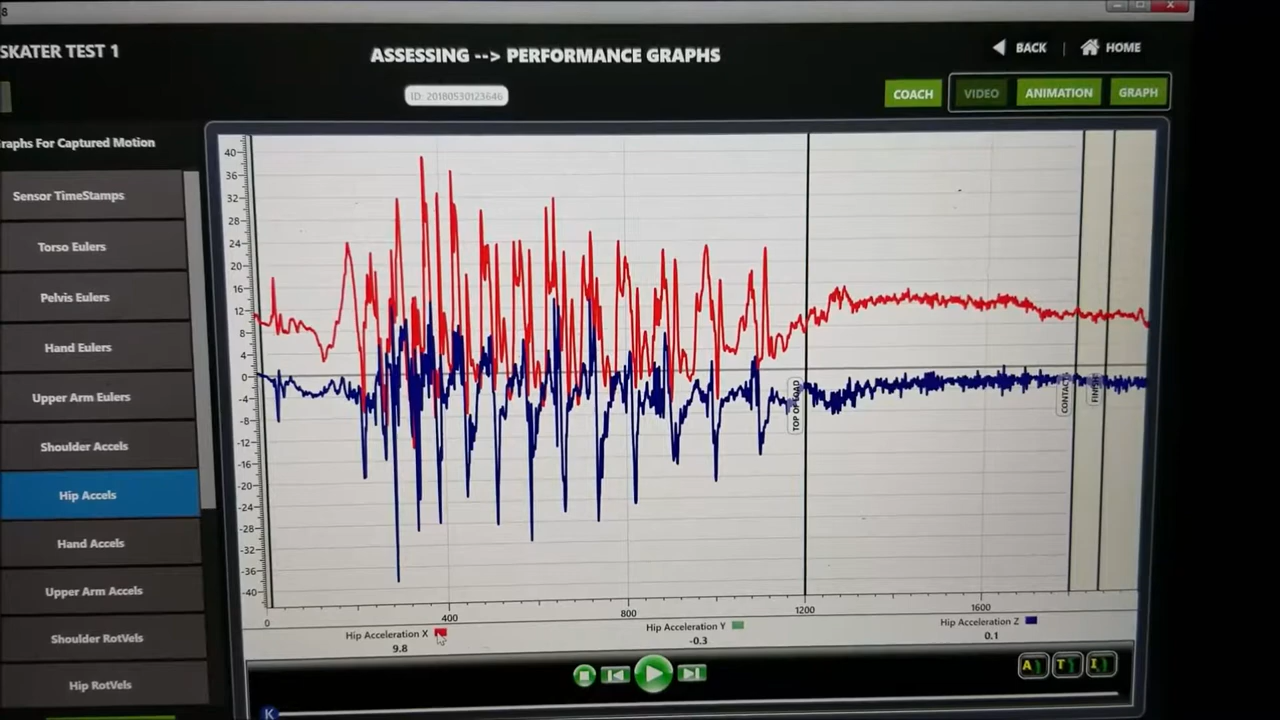 8
SKATER TEST 1
ASSESSING --> PERFORMANCE GRAPHS
BACK
HOME
ID: 20180530123646
COACH
VIDEO
ANIMATION
GRAPH
raphs For Captured Motion
Sensor TimeStamps
Torso Eulers
Pelvis Eulers
Hand Eulers
Upper Arm Eulers
Shoulder Accels
Hip Accels
Hand Accels
Upper Arm Accels
Shoulder RotVels
Hip RotVels
40
36
32
28
24
20
16
12
8
4
0
-4
-8
-12
-16
-20
-24
-28
-32
-36
-40
TOP OF LOAD
CONTACT
FINISH
0
400
800
1200
1600
Hip Acceleration X
9.8
Hip Acceleration Y
-0.3
Hip Acceleration Z
0.1
A
T
I
K